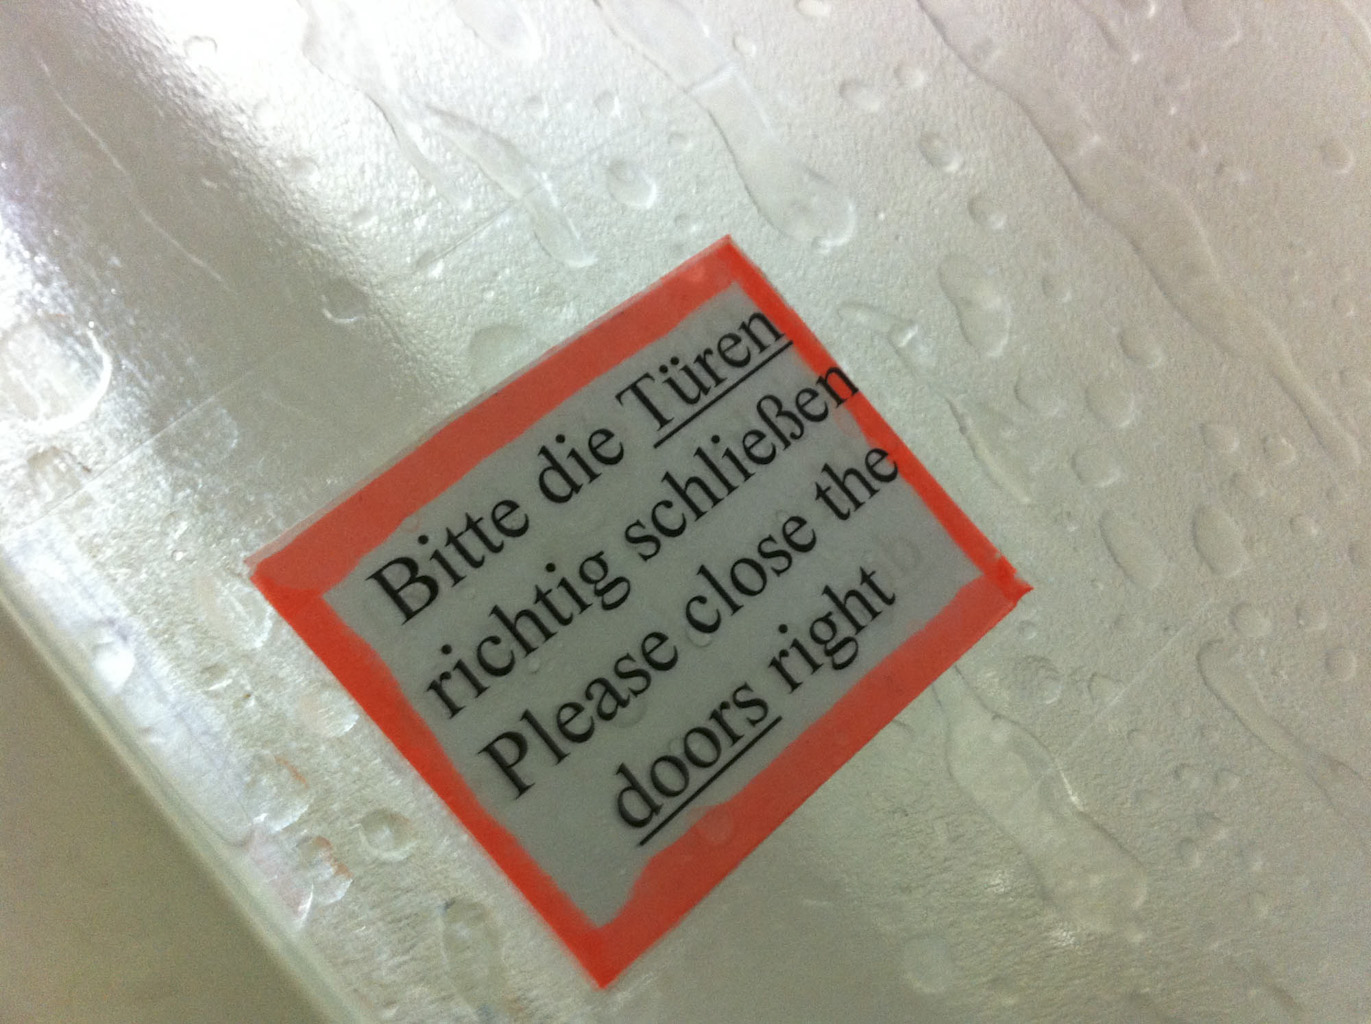 Bitte die Türen
richtig schließen
Please close the
doors right